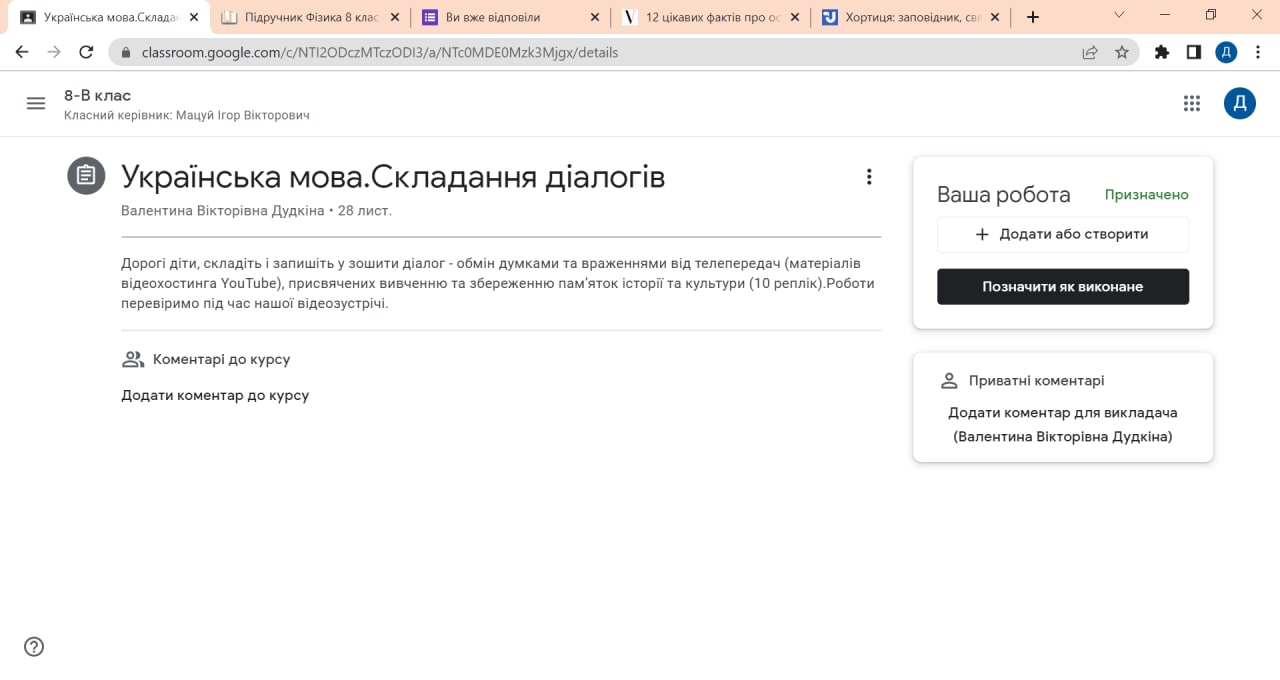 Українська мова.Складан
Підручник Фізика 8 клас
Ви вже відповіли
12 цікавих фактів про ос
Хортиця: заповідник, свя
classroom.google.com/c/NTI2ODczMTczODI3/a/NTc0MDE0Mzk3Mjgx/details
Д
8-В клас
Класний керівник: Мацуй Ігор Вікторович
Д
Українська мова.Складання діалогів
Валентина Вікторівна Дудкіна • 28 лист.
Дорогі діти, складіть і запишіть у зошити діалог - обмін думками та враженнями від телепередач (матеріалів
відеохостинга YouTube), присвячених вивченню та збереженню пам’яток історії та культури (10 реплік).Роботи
перевіримо під час нашої відеозустрічі.
Коментарі до курсу
Додати коментар до курсу
Ваша робота
Призначено
+ Додати або створити
Позначити як виконане
Приватні коментарі
Додати коментар для викладача
(Валентина Вікторівна Дудкіна)